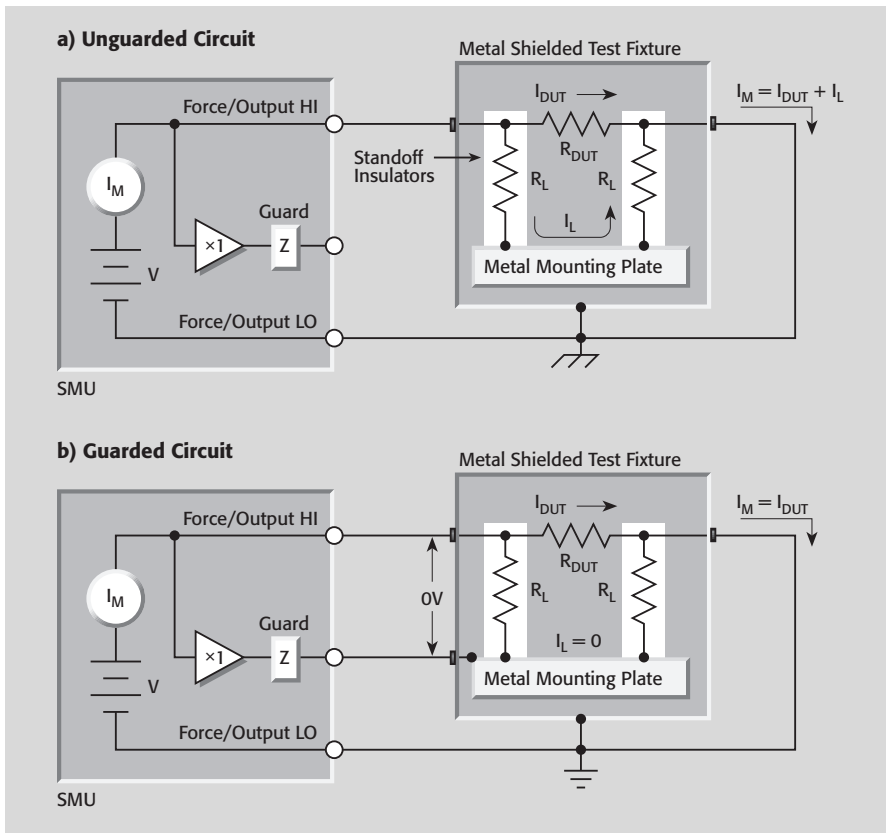 a) Unguarded Circuit
Metal Shielded Test Fixture
Force/Output HI
I_DUT
I_M = I_DUT + I_L
R_DUT
Standoff
Insulators
R_L
R_L
I_M
Guard
I_L
×1
Z
V
Metal Mounting Plate
Force/Output LO
SMU
b) Guarded Circuit
Metal Shielded Test Fixture
Force/Output HI
I_DUT
I_M = I_DUT
R_DUT
0V
R_L
R_L
I_M
Guard
I_L = 0
×1
Z
V
Metal Mounting Plate
Force/Output LO
SMU